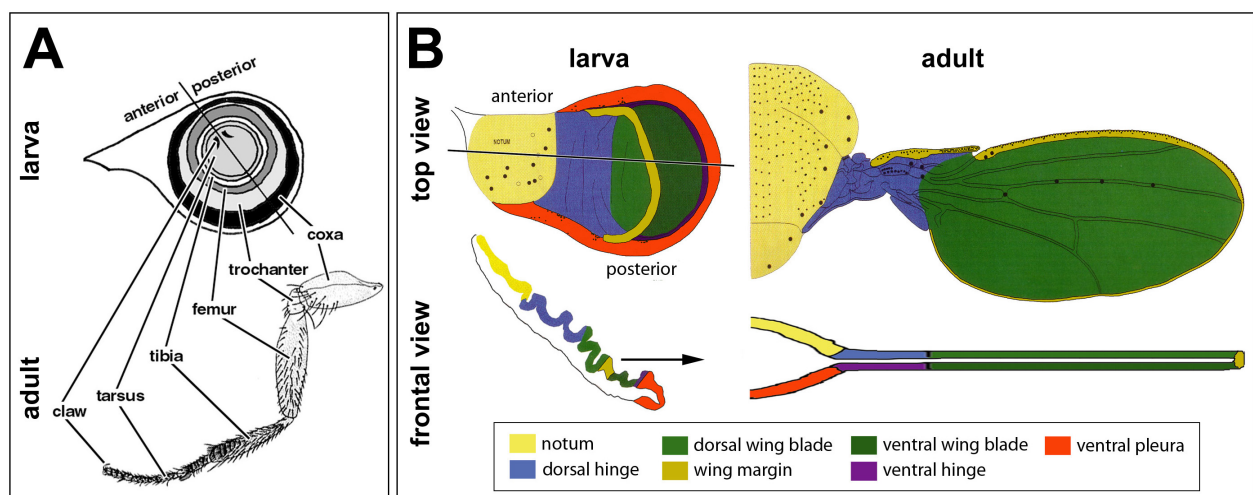 A
anterior
posterior
larva
coxa
trochanter
femur
tibia
tarsus
claw
adult
B
larva
adult
top view
anterior
NOTUM
posterior
frontal view
notum
dorsal wing blade
ventral wing blade
ventral pleura
dorsal hinge
wing margin
ventral hinge